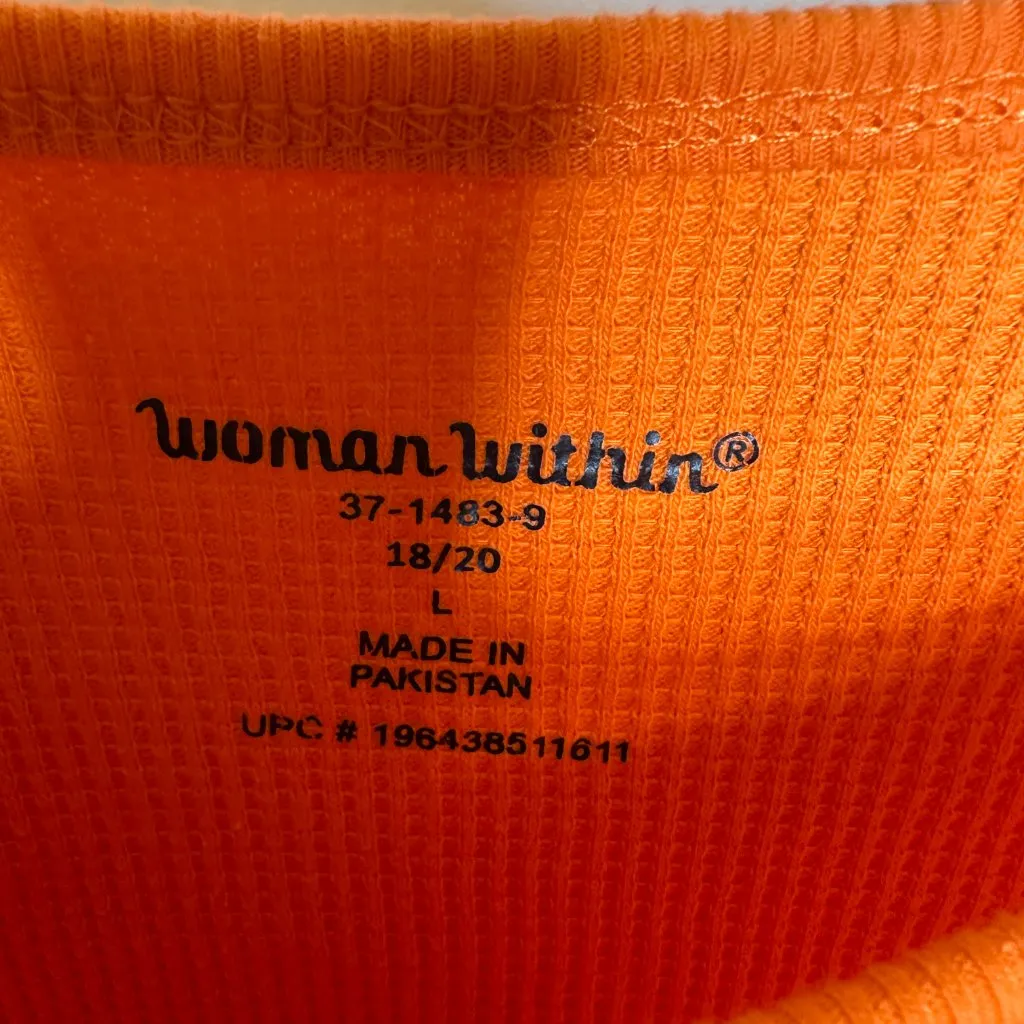 woman within®
37-1483-9
18/20
L
MADE IN
PAKISTAN
UPC # 196438511611